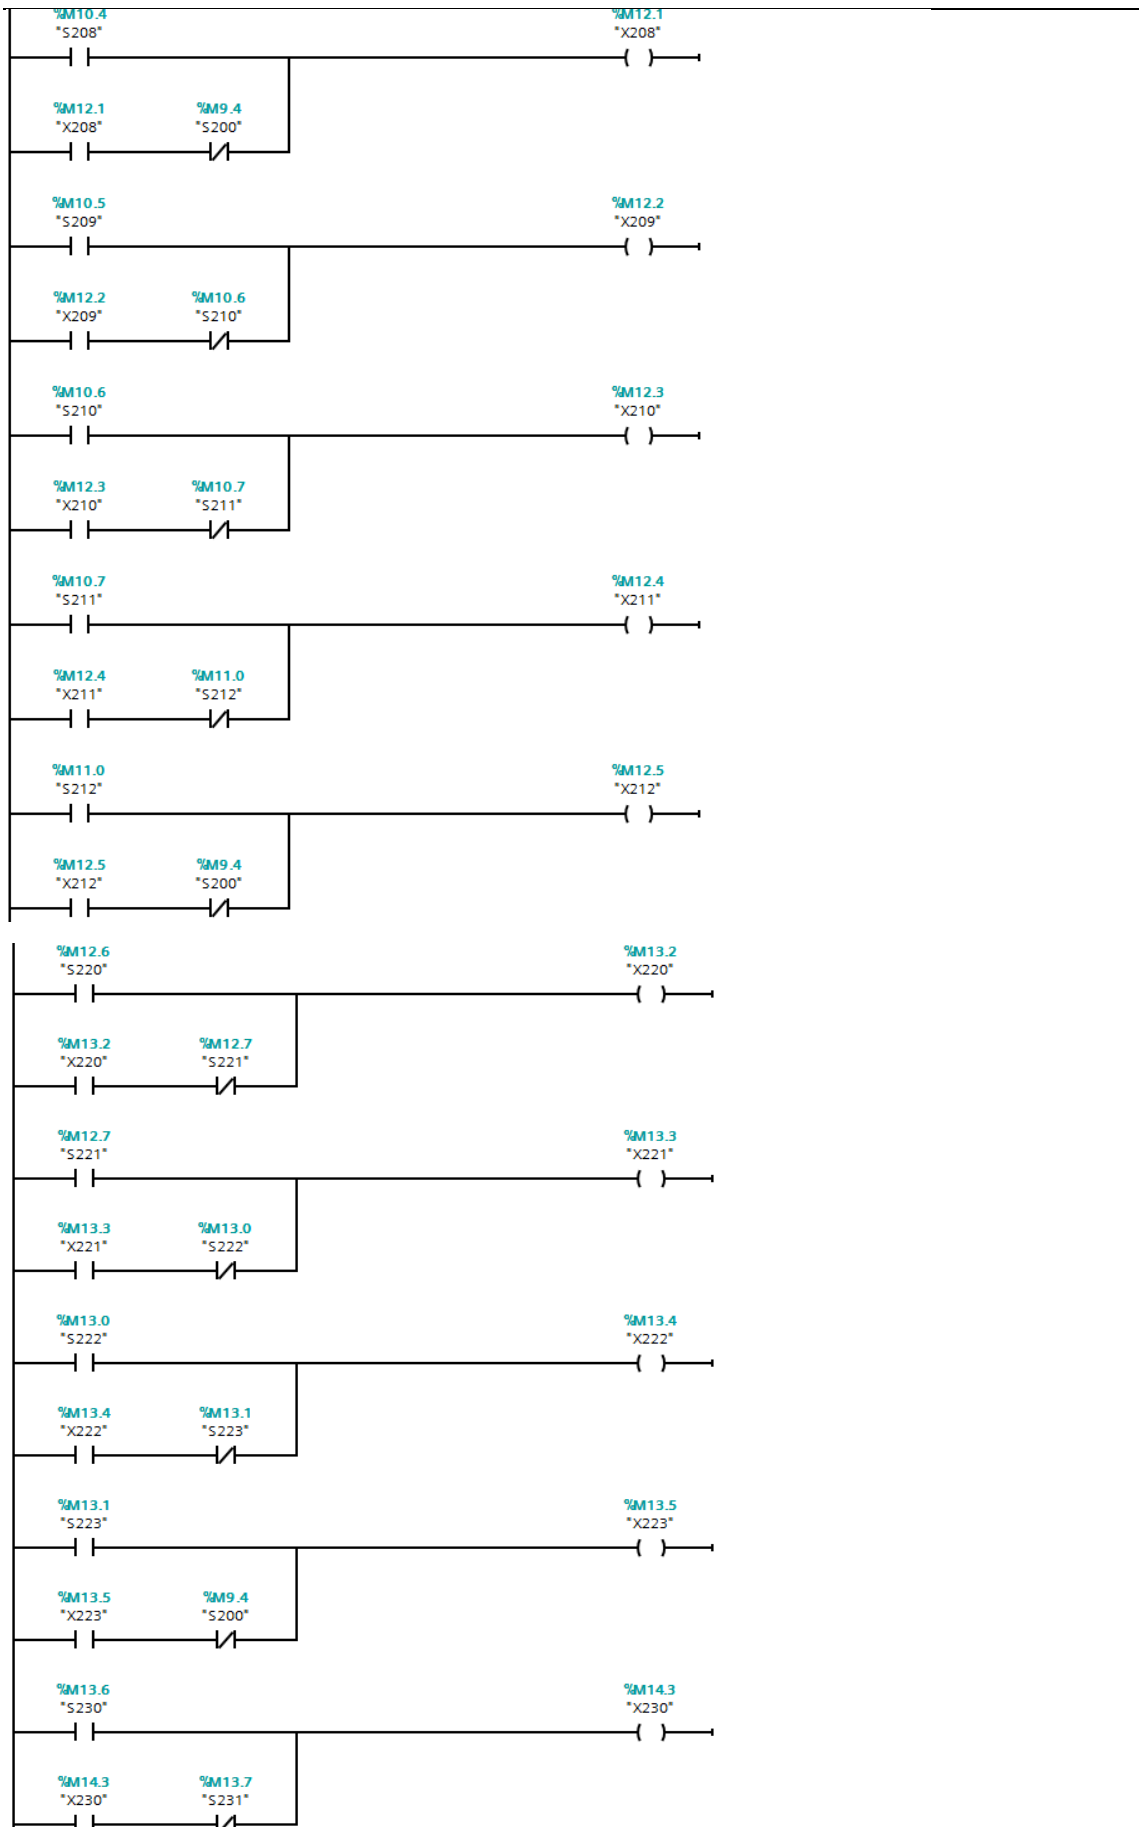 %M10.4 %M12.1
"S208" "X208"
%M12.1 %M9.4
"X208" "S200"
%M10.5 %M12.2
"S209" "X209"
%M12.2 %M10.6
"X209" "S210"
%M10.6 %M12.3
"S210" "X210"
%M12.3 %M10.7
"X210" "S211"
%M10.7 %M12.4
"S211" "X211"
%M12.4 %M11.0
"X211" "S212"
%M11.0 %M12.5
"S212" "X212"
%M12.5 %M9.4
"X212" "S200"
%M12.6 %M13.2
"S220" "X220"
%M13.2 %M12.7
"X220" "S221"
%M12.7 %M13.3
"S221" "X221"
%M13.3 %M13.0
"X221" "S222"
%M13.0 %M13.4
"S222" "X222"
%M13.4 %M13.1
"X222" "S223"
%M13.1 %M13.5
"S223" "X223"
%M13.5 %M9.4
"X223" "S200"
%M13.6 %M14.3
"S230" "X230"
%M14.3 %M13.7
"X230" "S231"